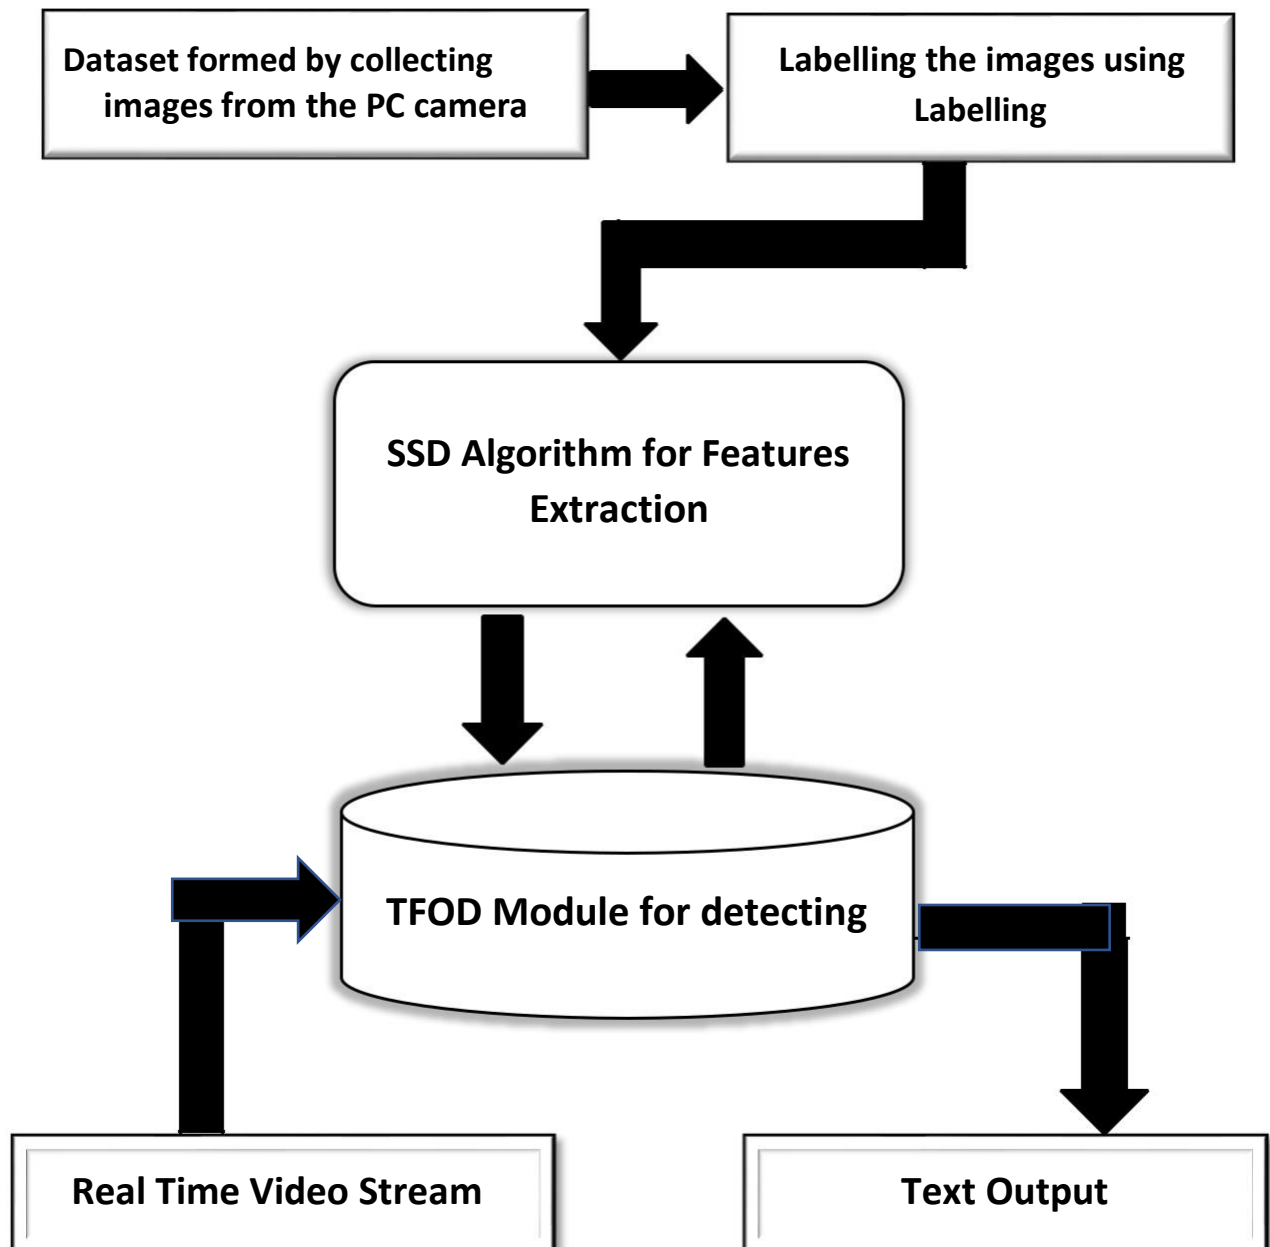 Dataset formed by collecting
images from the PC camera
Labelling the images using
Labelling
SSD Algorithm for Features
Extraction
TFOD Module for detecting
Real Time Video Stream
Text Output